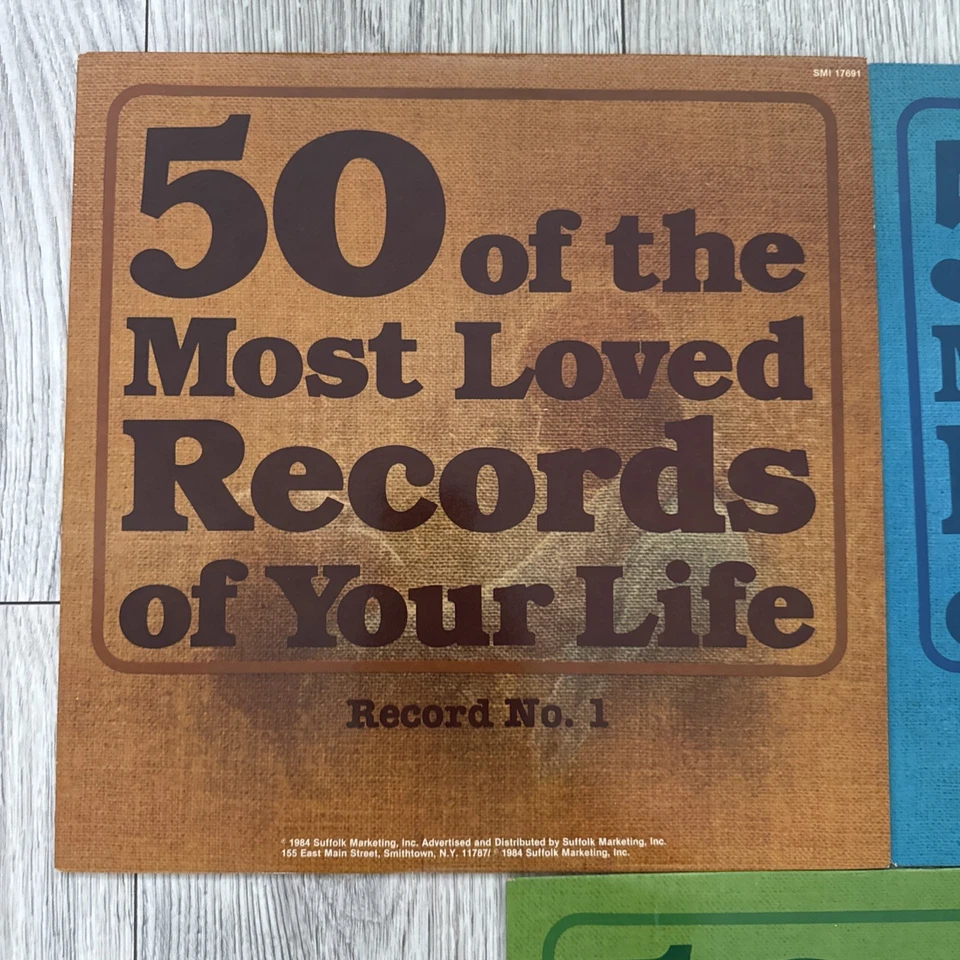 SMI 17691
50 of the
Most Loved
Records
of Your Life
Record No. 1
© 1984 Suffolk Marketing, Inc. Advertised and Distributed by Suffolk Marketing, Inc.
155 East Main Street, Smithtown, N.Y. 11787/ ℗ 1984 Suffolk Marketing, Inc.